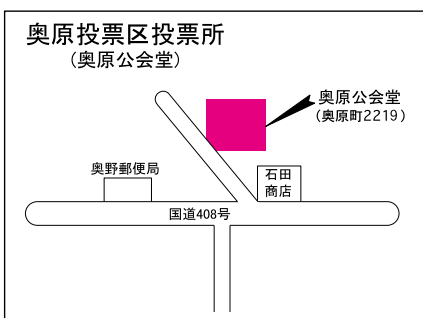 奥原投票区投票所
(奥原公会堂)
奥原公会堂
(奥原町2219)
奥野郵便局
石田
商店
国道408号